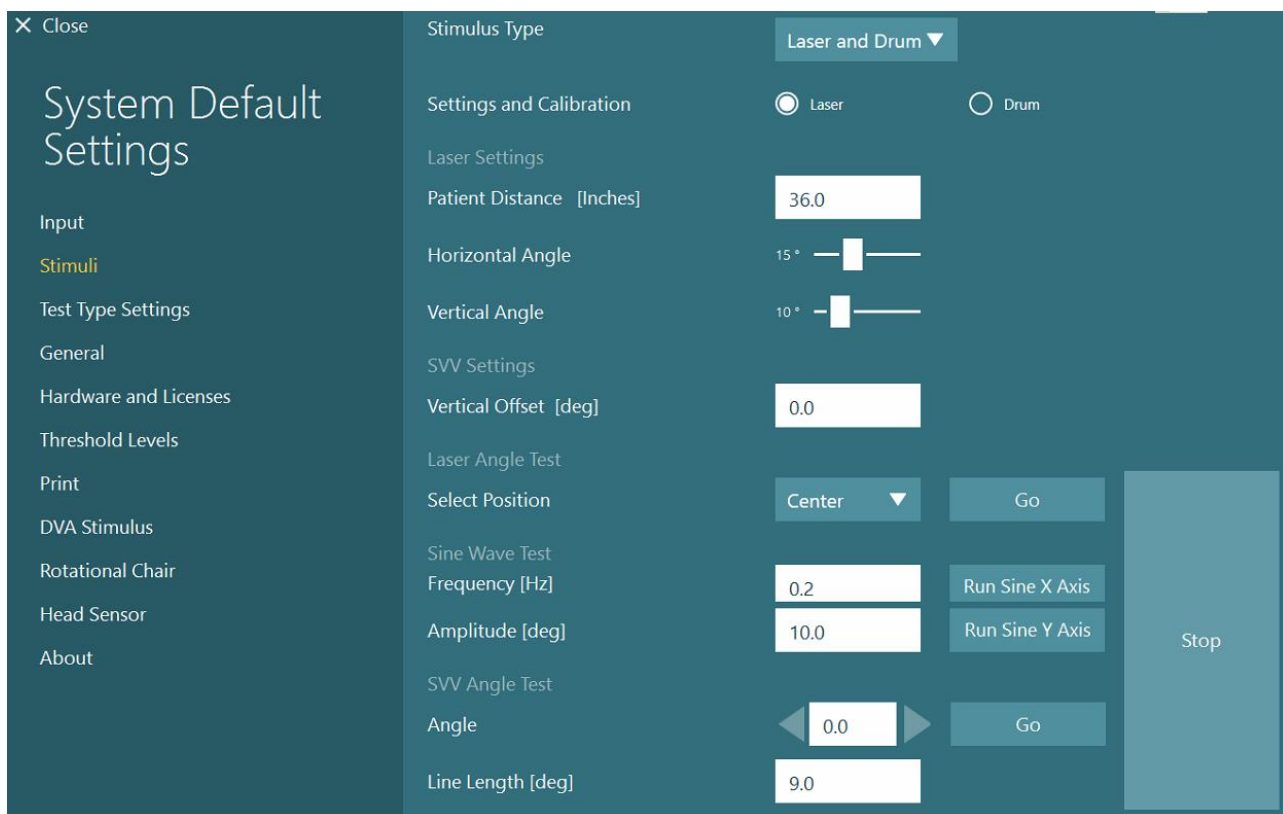 Close
System Default
Settings
Input
Stimuli
Test Type Settings
General
Hardware and Licenses
Threshold Levels
Print
DVA Stimulus
Rotational Chair
Head Sensor
About
Stimulus Type Laser and Drum
Settings and Calibration Laser Drum
Laser Settings
Patient Distance [Inches] 36.0
Horizontal Angle 15 °
Vertical Angle 10 °
SVV Settings
Vertical Offset [deg] 0.0
Laser Angle Test
Select Position Center Go
Sine Wave Test
Frequency [Hz] 0.2 Run Sine X Axis
Amplitude [deg] 10.0 Run Sine Y Axis
Stop
SVV Angle Test
Angle 0.0 Go
Line Length [deg] 9.0